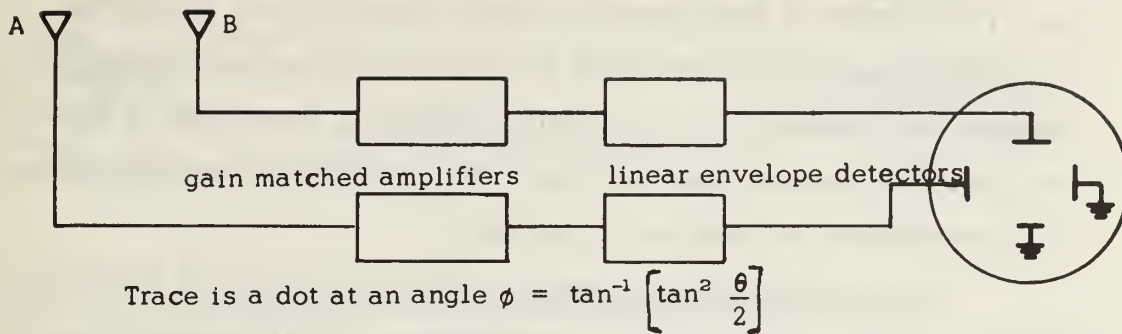 A B
gain matched amplifiers linear envelope detectors
Trace is a dot at an angle ϕ = tan⁻¹ [tan² θ/2]